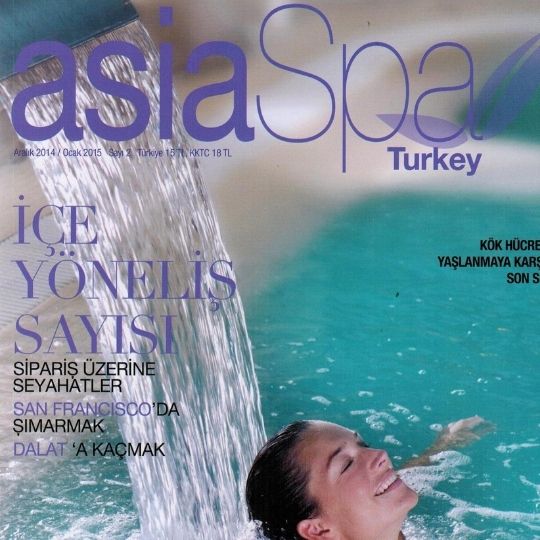 asiaSpa
Turkey
Aralık 2014 / Ocak 2015 Sayı 2 Türkiye 15 TL KKTC 18 TL
İÇE
YÖNELİŞ
SAYISI
SİPARİŞ ÜZERİNE
SEYAHATLER
SAN FRANCISCO'DA
ŞIMARMAK
DALAT ‘A KAÇMAK
KÖK HÜCRE
YAŞLANMAYA KARŞ
SON S